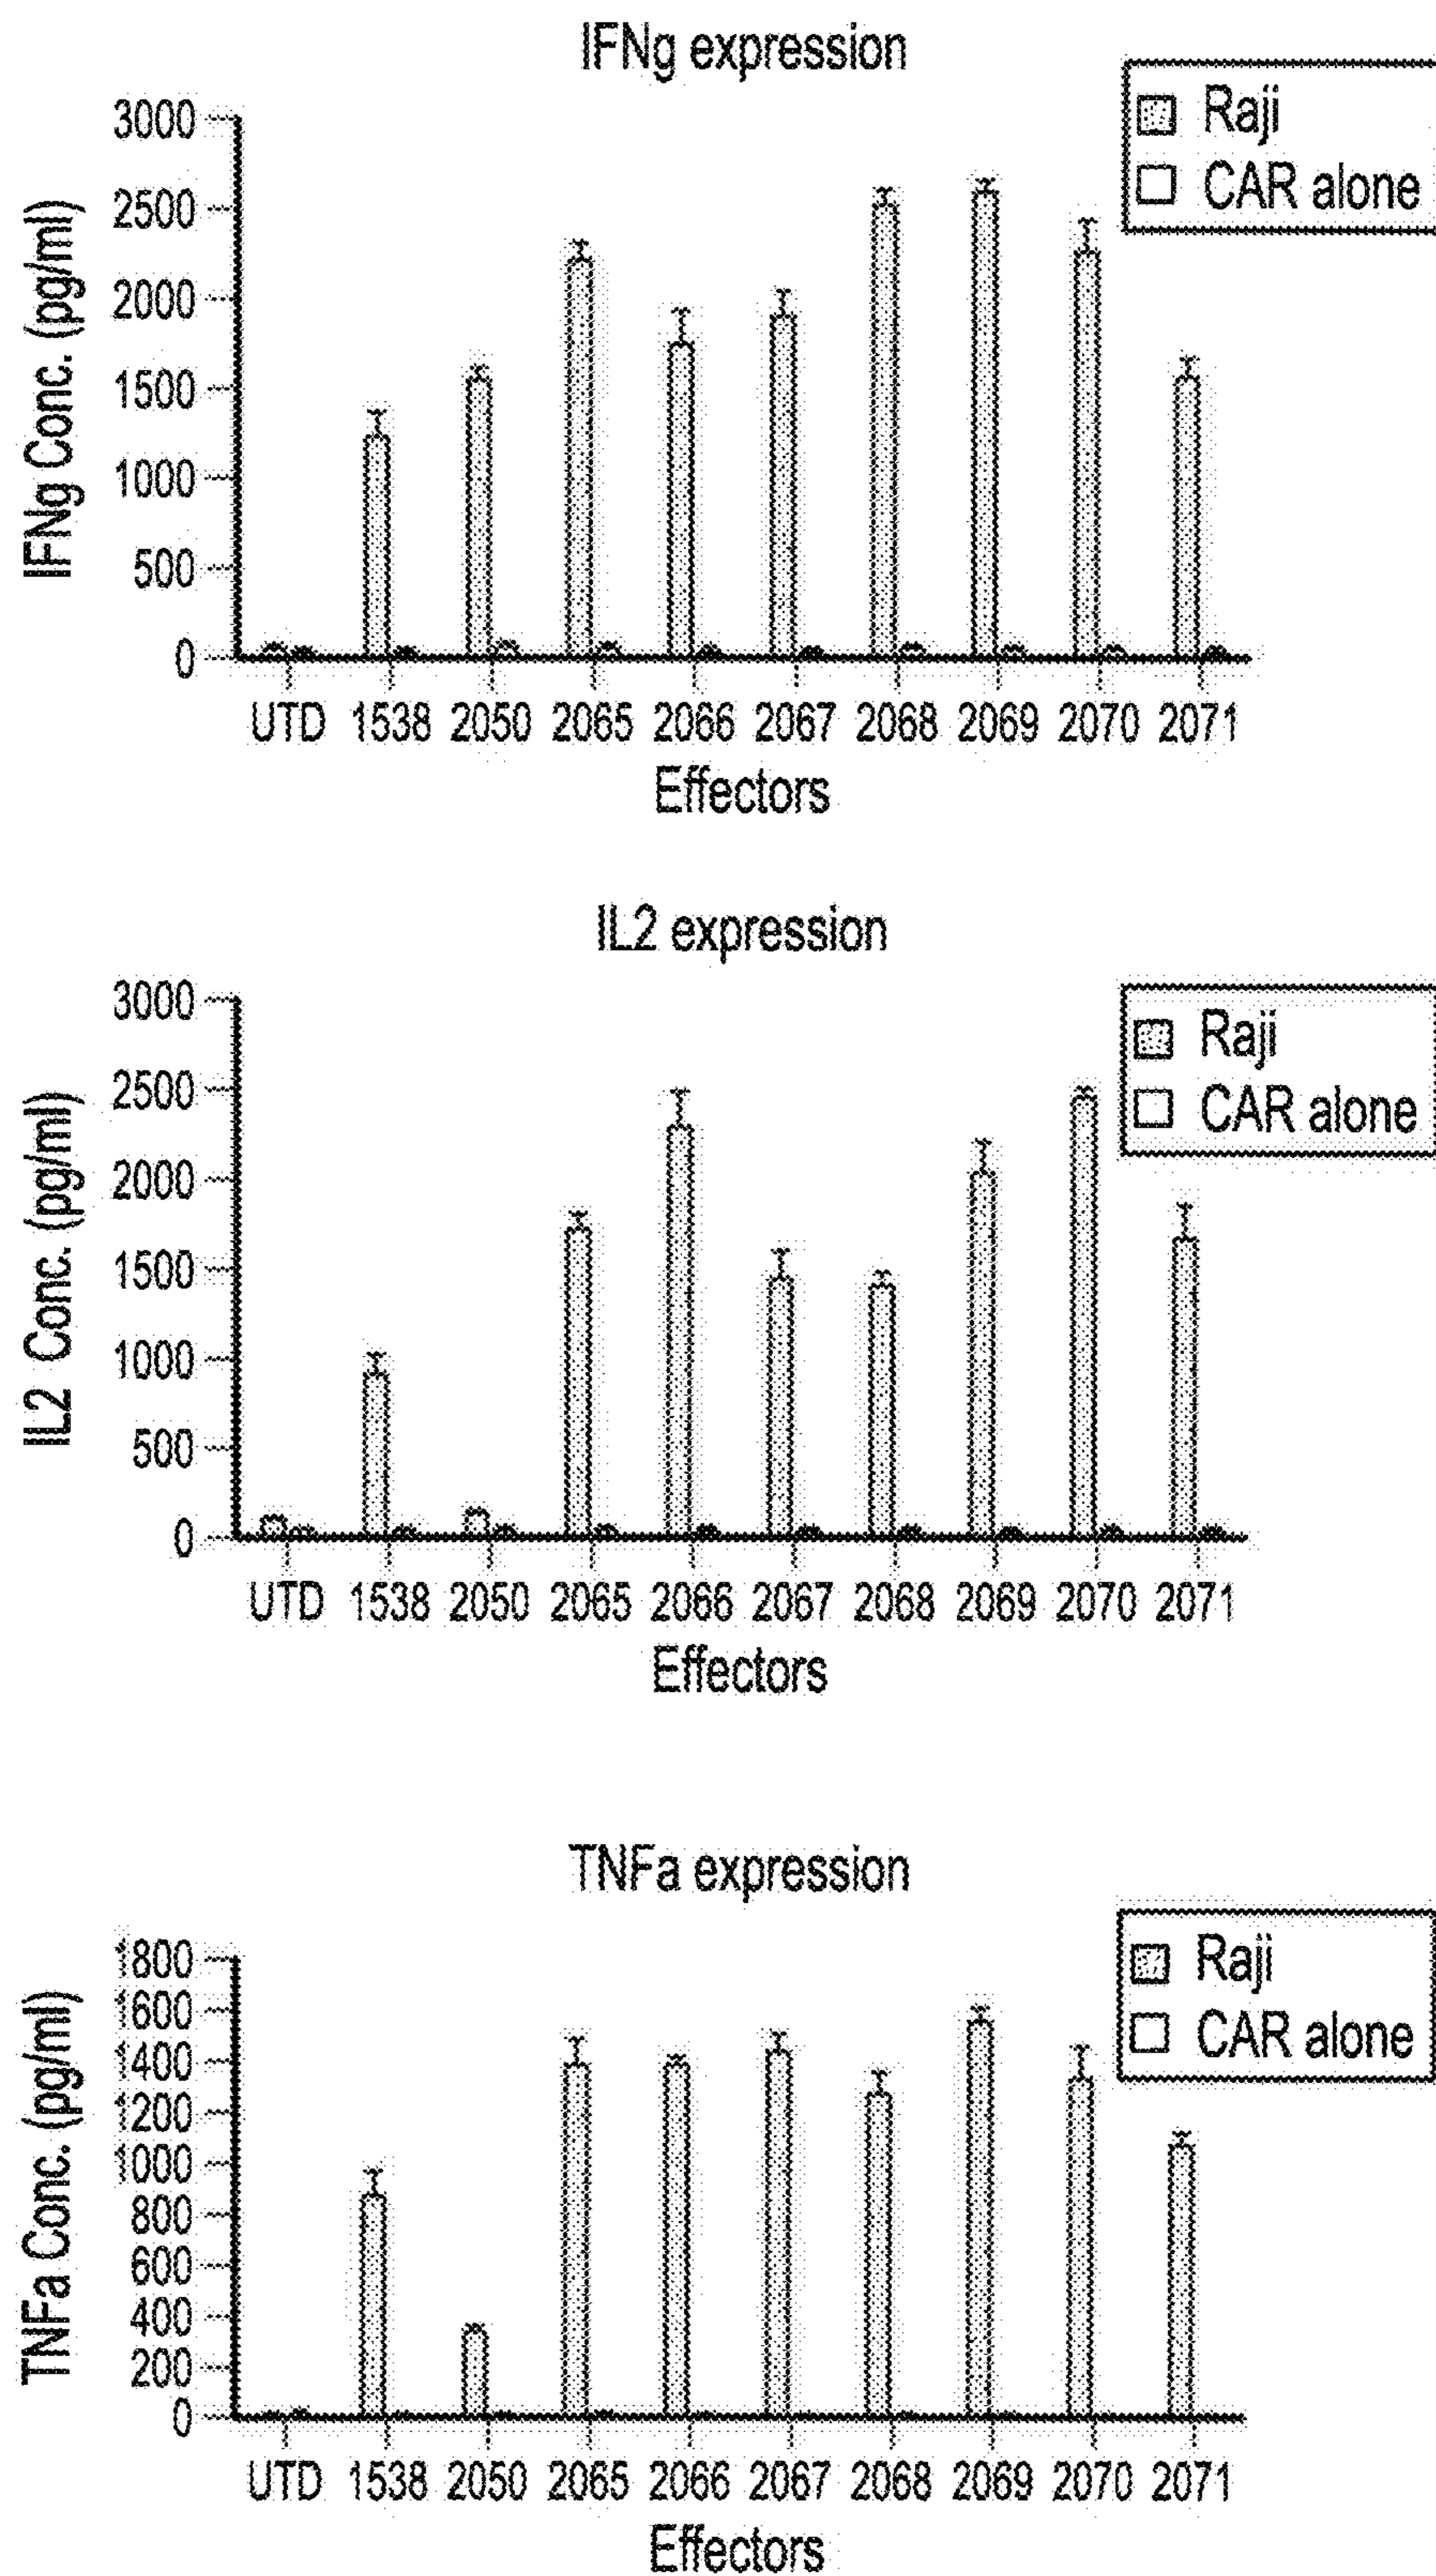 IFNg expression
Raji
CAR alone
IFNg Conc. (pg/ml)
3000
2500
2000
1500
1000
500
0
UTD 1538 2050 2065 2066 2067 2068 2069 2070 2071
Effectors
IL2 expression
Raji
CAR alone
IL2 Conc. (pg/ml)
3000
2500
2000
1500
1000
500
0
UTD 1538 2050 2065 2066 2067 2068 2069 2070 2071
Effectors
TNFa expression
Raji
CAR alone
TNFa Conc. (pg/ml)
1800
1600
1400
1200
1000
800
600
400
200
0
UTD 1538 2050 2065 2066 2067 2068 2069 2070 2071
Effectors